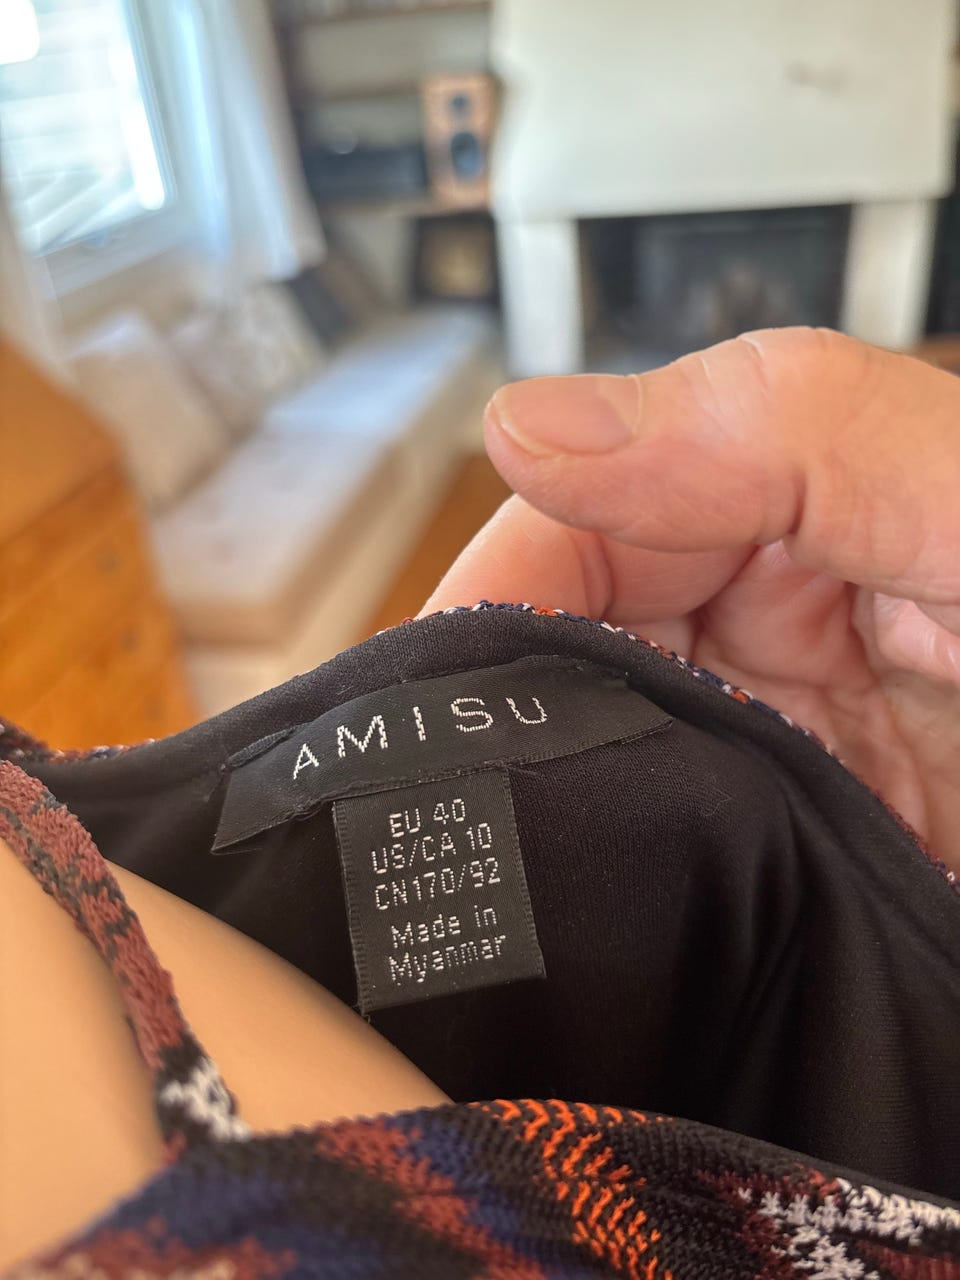 AMISU
EU 40
US/CA 10
CN170/92
Made in
Myanmar